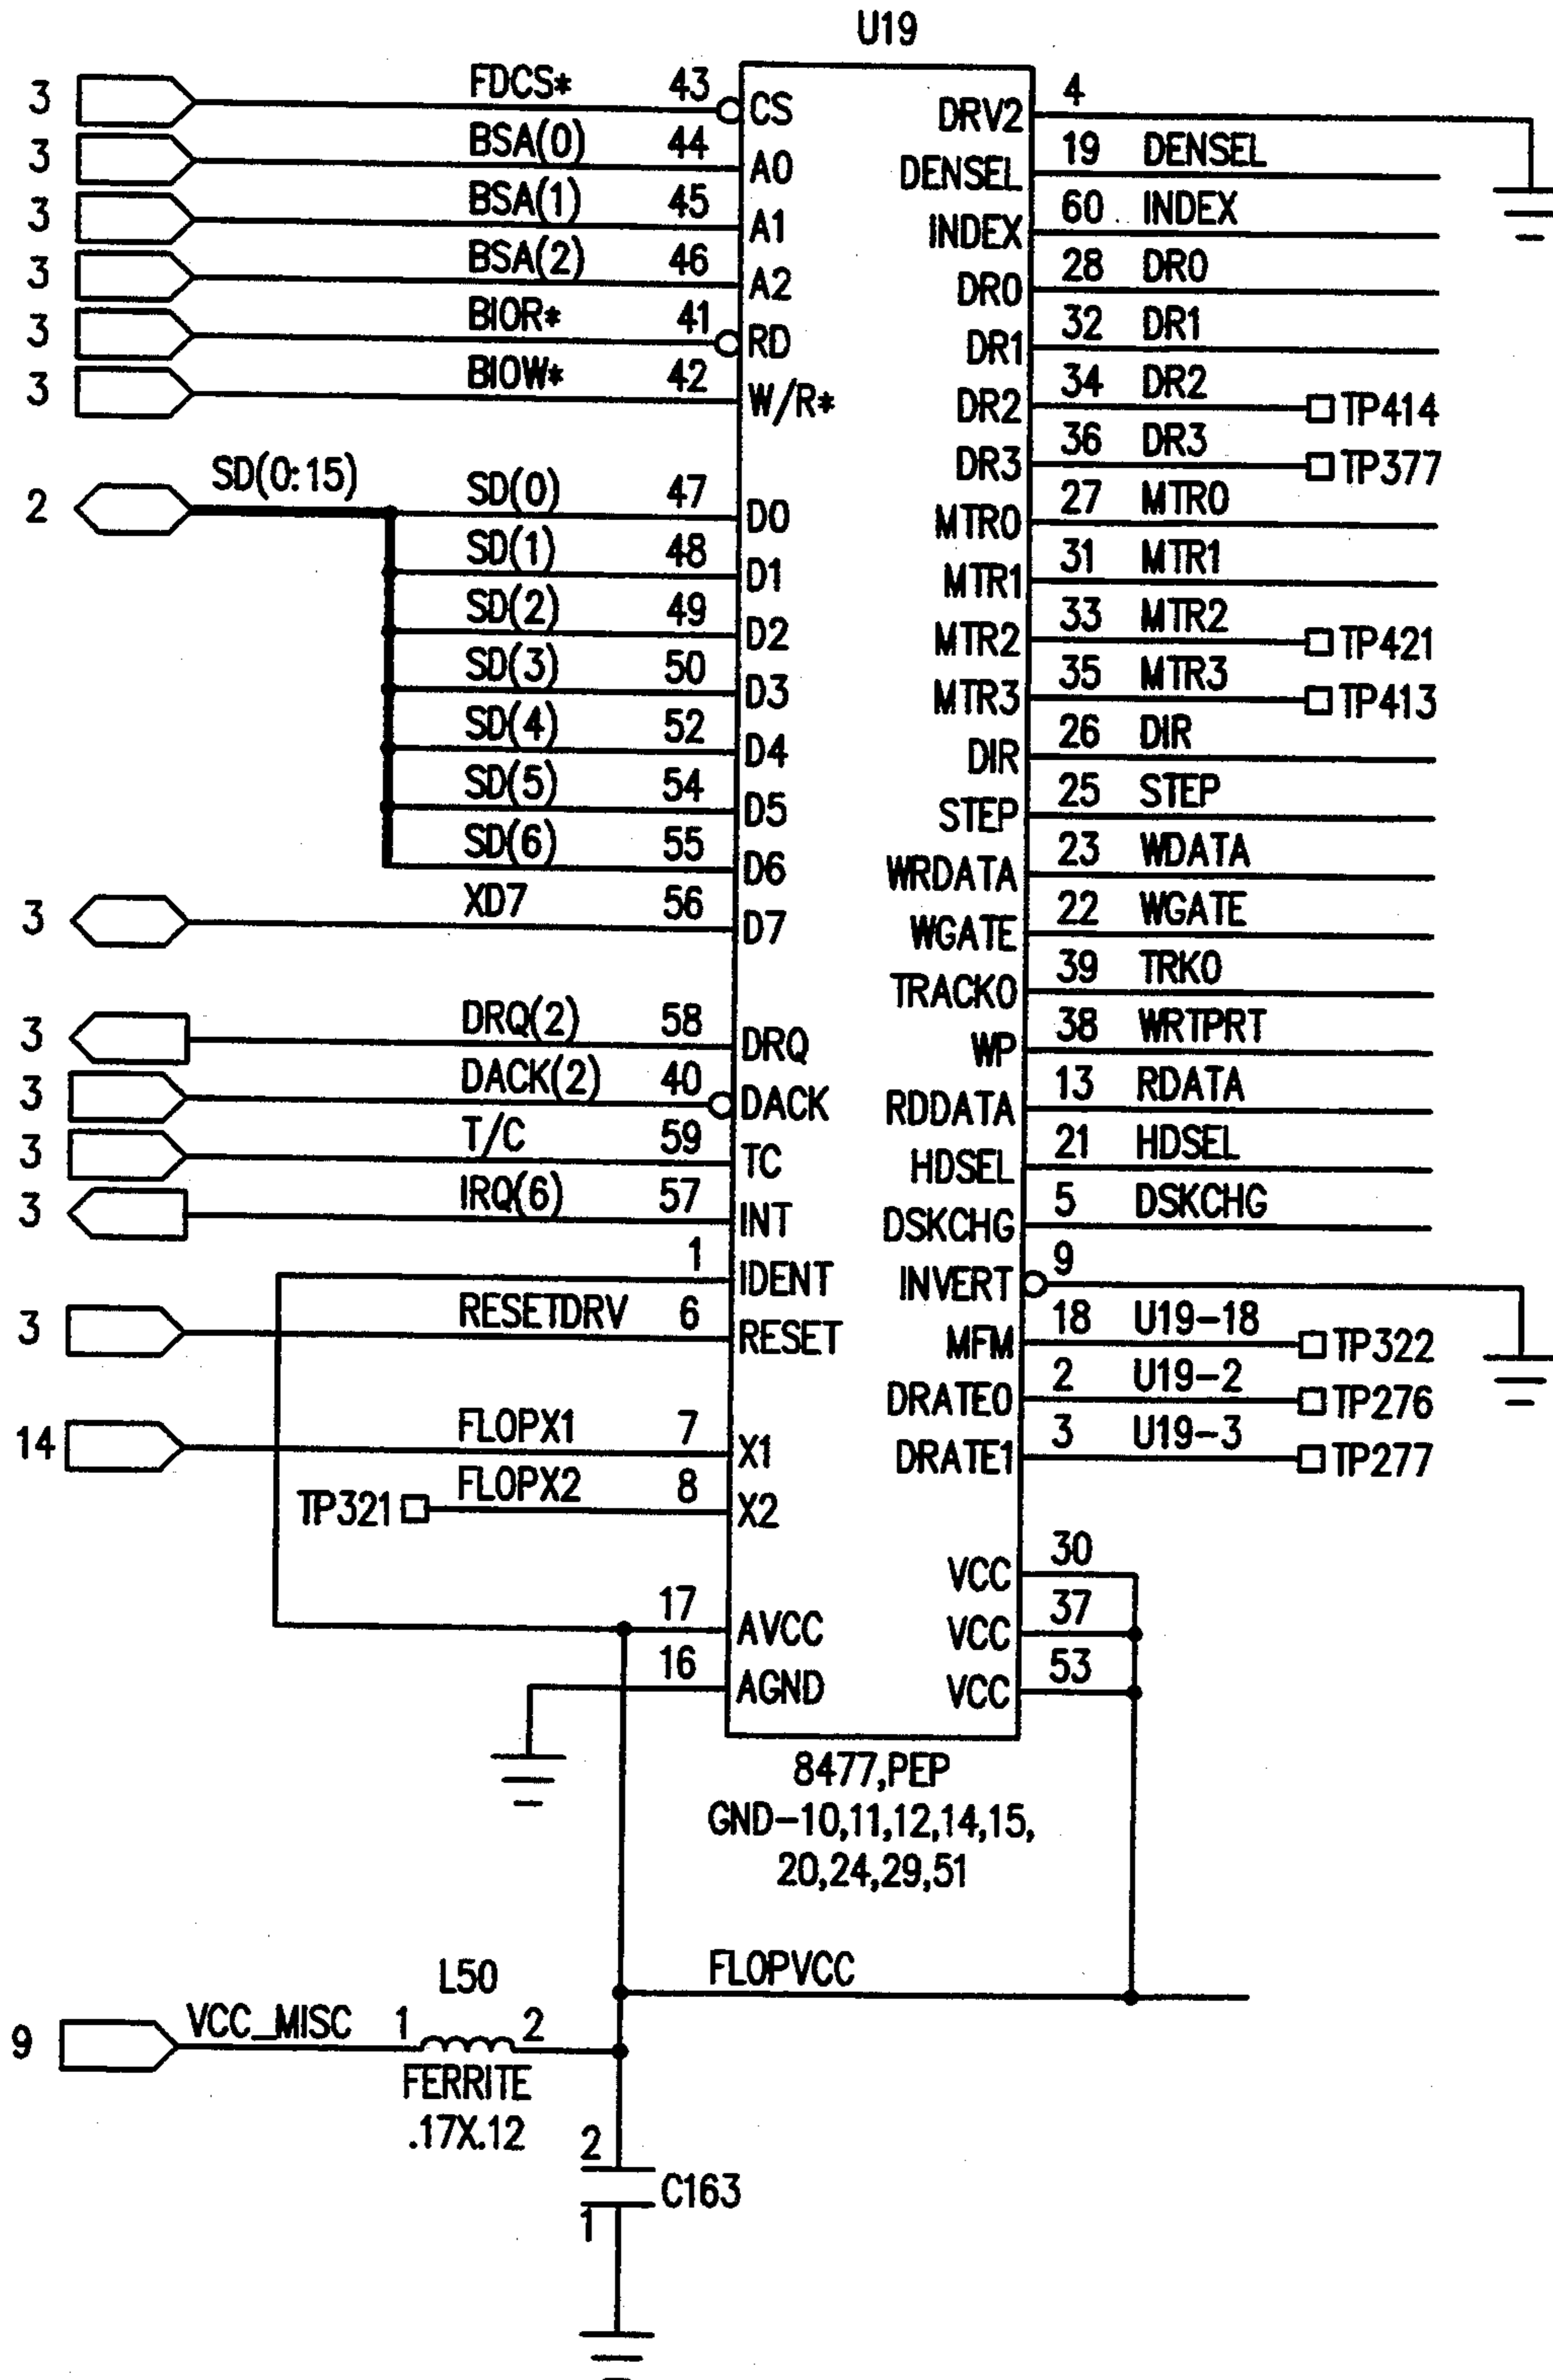 U19
3 FDCS* 43 CS DRV2 4
3 BSA(0) 44 A0 DENSEL 19 DENSEL
3 BSA(1) 45 A1 INDEX 60 INDEX
3 BSA(2) 46 A2 DR0 28 DR0
3 BIOR* 41 RD DR1 32 DR1
3 BIOW* 42 W/R* DR2 34 DR2 TP414
DR3 36 DR3 TP377
2 SD(0:15) SD(0) 47 D0 MTR0 27 MTR0
SD(1) 48 D1 MTR1 31 MTR1
SD(2) 49 D2 MTR2 33 MTR2 TP421
SD(3) 50 D3 MTR3 35 MTR3 TP413
SD(4) 52 D4 DIR 26 DIR
SD(5) 54 D5 STEP 25 STEP
SD(6) 55 D6 WRDATA 23 WDATA
3 XD7 56 D7 WGATE 22 WGATE
TRACK0 39 TRK0
3 DRQ(2) 58 DRQ WP 38 WRTPRT
3 DACK(2) 40 DACK RDDATA 13 RDATA
3 T/C 59 TC HDSEL 21 HDSEL
3 IRQ(6) 57 INT DSKCHG 5 DSKCHG
1 IDENT INVERT 9
3 RESETDRV 6 RESET MFM 18 U19-18 TP322
DRATE0 2 U19-2 TP276
14 FLOPX1 7 X1 DRATE1 3 U19-3 TP277
TP321 FLOPX2 8 X2
VCC 30
17 AVCC VCC 37
16 AGND VCC 53
8477,PEP
GND-10,11,12,14,15,
20,24,29,51
L50 FLOPVCC
9 VCC_MISC 1 2
FERRITE
.17X.12
2
C163
1